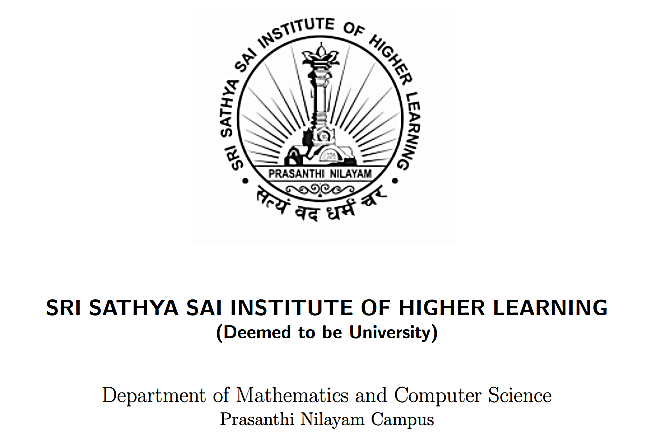 SRI SATHYA SAI INSTITUTE OF HIGHER LEARNING
PRASANTHI NILAYAM
सत्यं वद धर्मं चर
SRI SATHYA SAI INSTITUTE OF HIGHER LEARNING
(Deemed to be University)
Department of Mathematics and Computer Science
Prasanthi Nilayam Campus